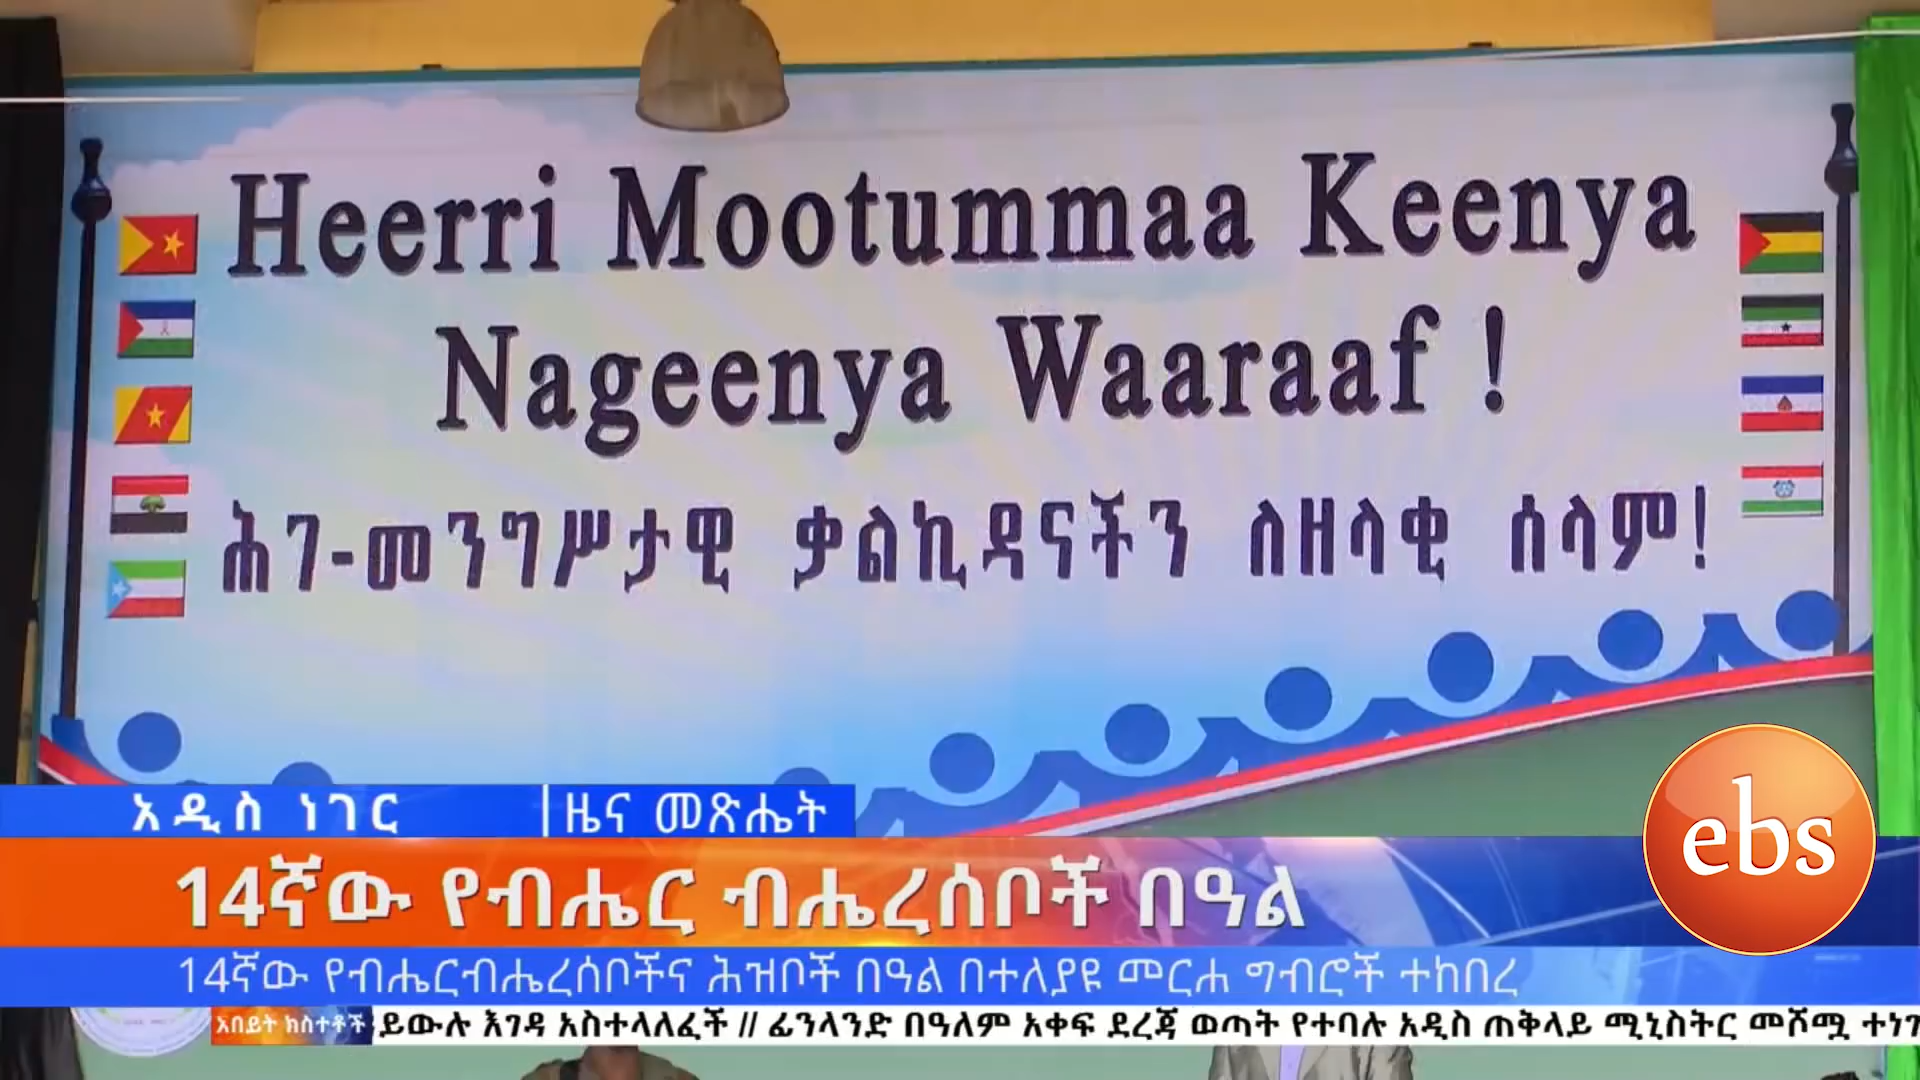 Heerri Mootummaa Keenya
Nageenya Waaraaf !
ሕገ-መንግሥታዊ ቃልኪዳናችን ለዘላቂ ሰላም!
አዲስ ነገር |ዜና መጽሔት
14ኛው የብሔር ብሔረሰቦች በዓል
ebs
14ኛው የብሔርብሔረሰቦችና ሕዝቦች በዓል በተለያዩ መርሐ ግብሮች ተከበረ
አበይት ክስተቶች ይውሉ እገዳ አስተላለፈች // ፊንላንድ በዓለም አቀፍ ደረጃ ወጣት የተባሉ አዲስ ጠቅላይ ሚኒስትር መሾሟ